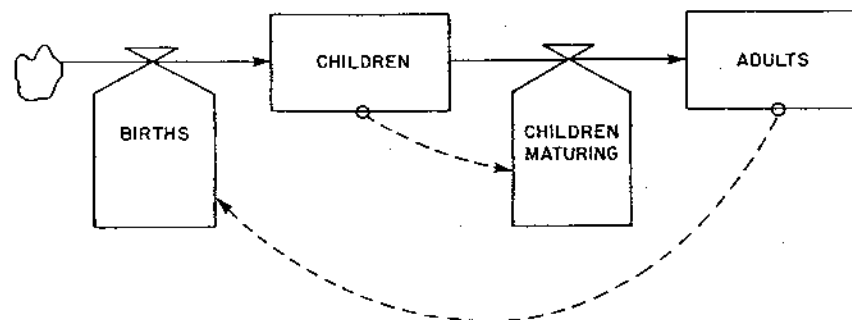 BIRTHS
CHILDREN
CHILDREN
MATURING
ADULTS